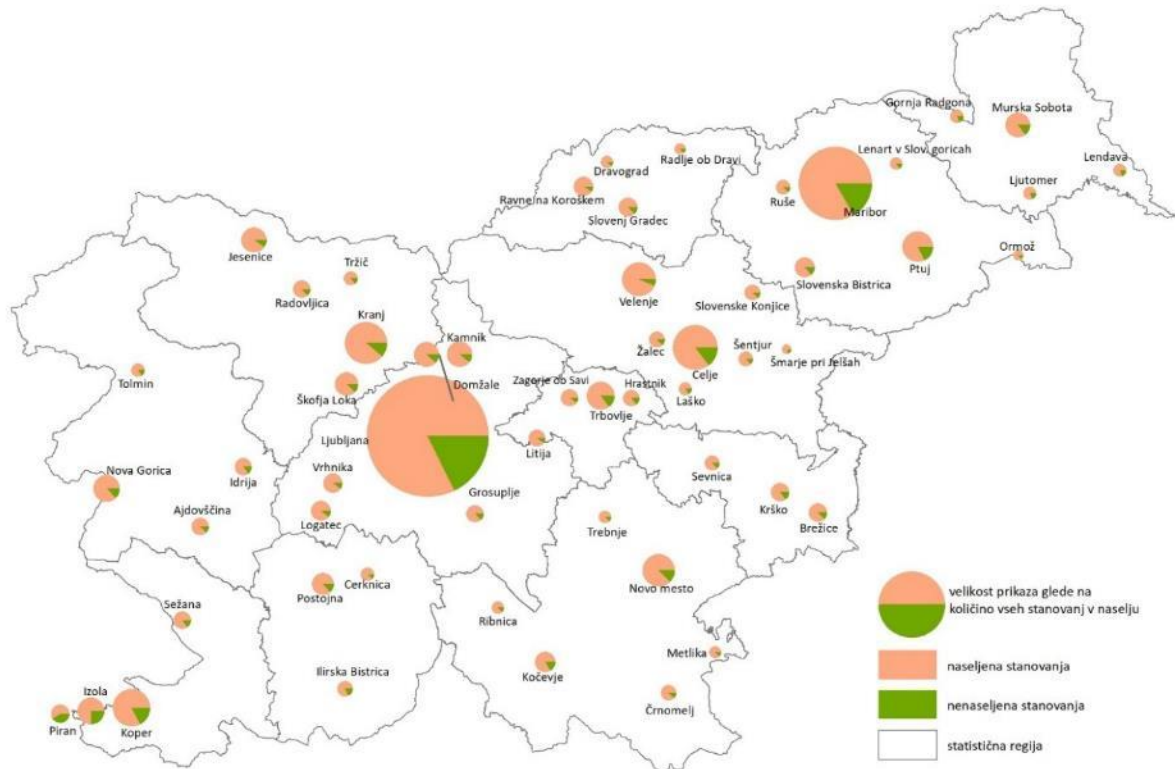 Gornja Radgona
Murska Sobota
Lenart v Slov. goricah
Lendava
Radlje ob Dravi
Dravograd
Ravne na Koroškem
Slovenj Gradec
Ruše
Maribor
Ljutomer
Ormož
Ptuj
Slovenska Bistrica
Jesenice
Tržič
Radovljica
Velenje
Slovenske Konjice
Kranj
Kamnik
Žalec
Celje
Šentjur
Šmarje pri Jelšah
Tolmin
Škofja Loka
Domžale
Zagorje ob Savi
Hrastnik
Trbovlje
Laško
Ljubljana
Litija
Nova Gorica
Idrija
Vrhnika
Grosuplje
Sevnica
Ajdovščina
Logatec
Krško
Brežice
Trebnje
Postojna
Cerknica
Novo mesto
Sežana
Ribnica
Metlika
Ilirska Bistrica
Kočevje
Črnomelj
Izola
Piran
Koper
velikost prikaza glede na
količino vseh stanovanj v naselju
naseljena stanovanja
nenaseljena stanovanja
statistična regija